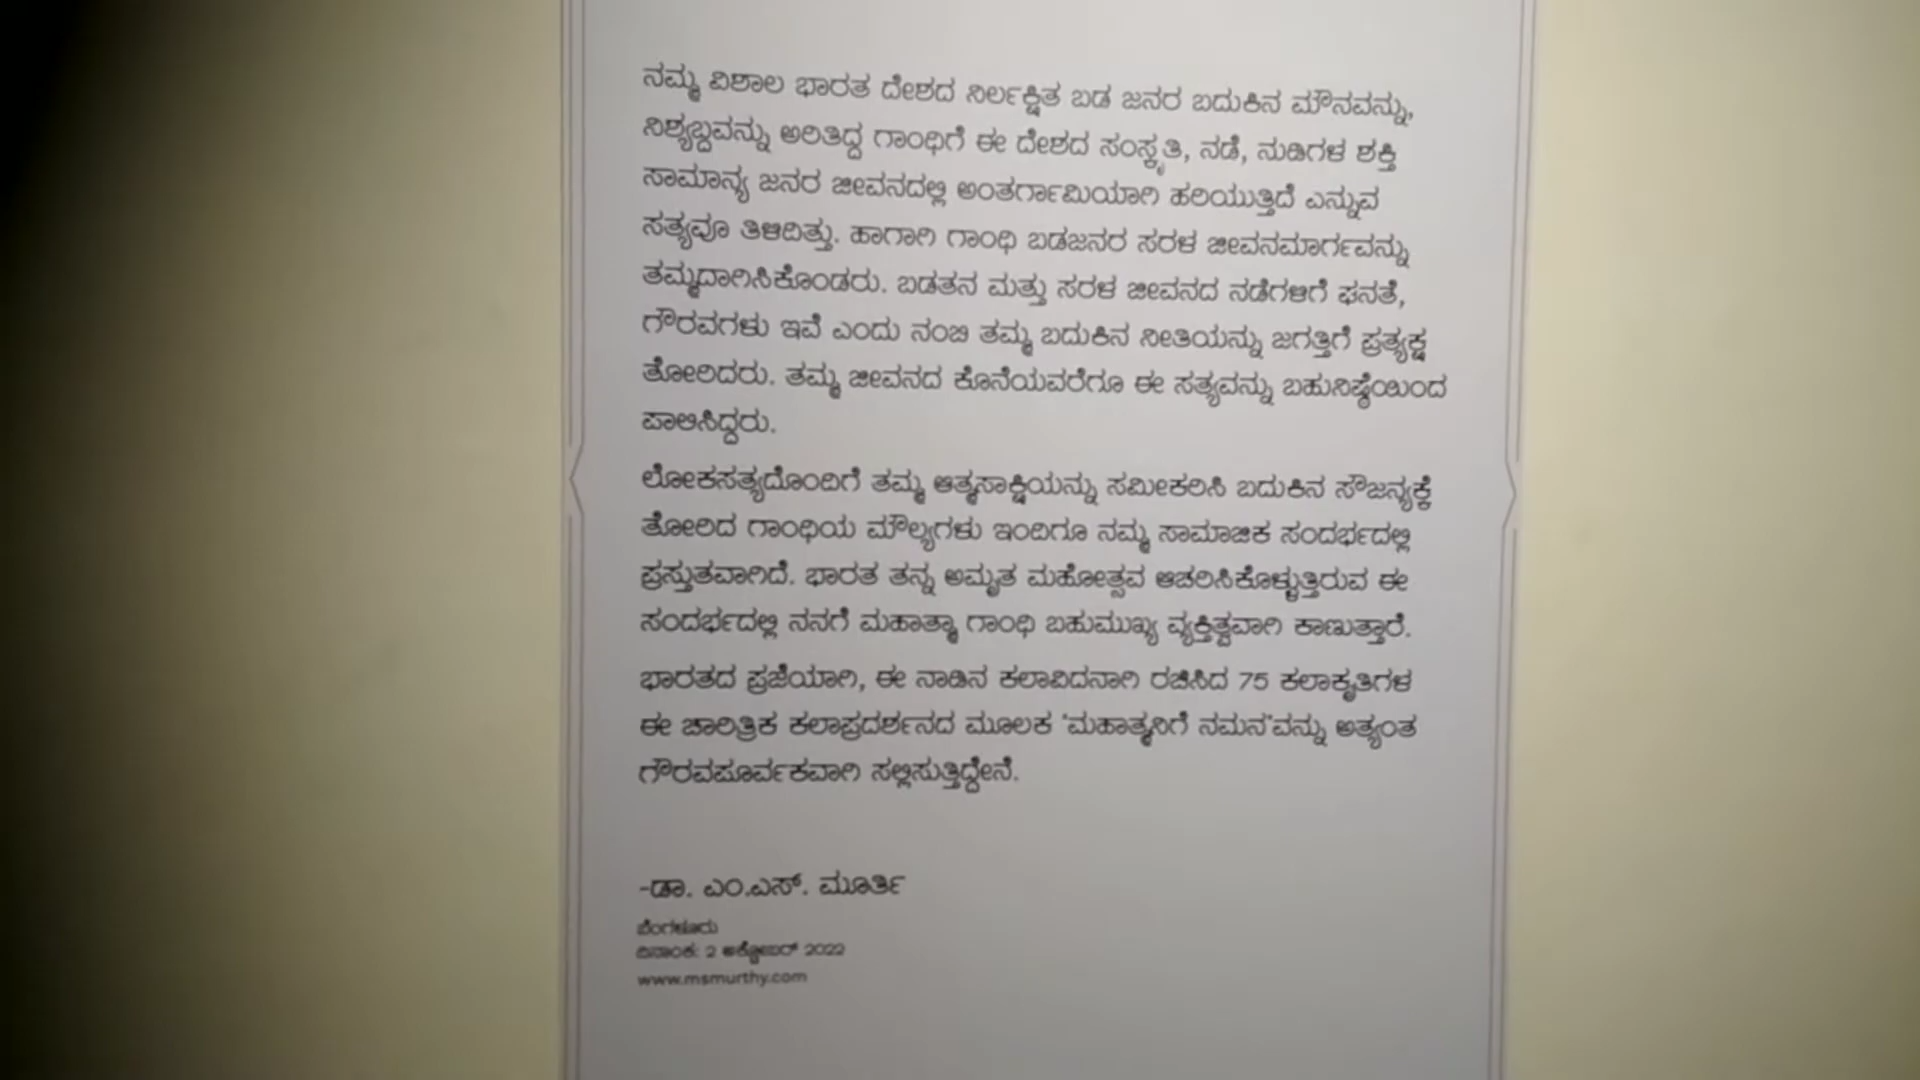 ನಮ್ಮ ವಿಶಾಲ ಭಾರತ ದೇಶದ ನಿರ್ಲಕ್ಷಿತ ಬಡ ಜನರ ಬದುಕಿನ ಮೌನವನ್ನು,
ನಿಶ್ಯಬ್ದವನ್ನು ಅರಿತಿದ್ದ ಗಾಂಧಿಗೆ ಈ ದೇಶದ ಸಂಸ್ಕೃತಿ, ನಡೆ, ನುಡಿಗಳ ಶಕ್ತಿ
ಸಾಮಾನ್ಯ ಜನರ ಜೀವನದಲ್ಲಿ ಅಂತರ್ಗಾಮಿಯಾಗಿ ಹರಿಯುತ್ತಿದೆ ಎನ್ನುವ
ಸತ್ಯವೂ ತಿಳಿದಿತ್ತು. ಹಾಗಾಗಿ ಗಾಂಧಿ ಬಡಜನರ ಸರಳ ಜೀವನಮಾರ್ಗವನ್ನು
ತಮ್ಮದಾಗಿಸಿಕೊಂಡರು. ಬಡತನ ಮತ್ತು ಸರಳ ಜೀವನದ ನಡೆಗಳಿಗೆ ಘನತೆ,
ಗೌರವಗಳು ಇವೆ ಎಂದು ನಂಬಿ ತಮ್ಮ ಬದುಕಿನ ನೀತಿಯನ್ನು ಜಗತ್ತಿಗೆ ಪ್ರತ್ಯಕ್ಷ
ತೋರಿದರು. ತಮ್ಮ ಜೀವನದ ಕೊನೆಯವರೆಗೂ ಈ ಸತ್ಯವನ್ನು ಬಹುನಿಷ್ಠೆಯಿಂದ
ಪಾಲಿಸಿದ್ದರು.
ಲೋಕಸತ್ಯದೊಂದಿಗೆ ತಮ್ಮ ಆತ್ಮಸಾಕ್ಷಿಯನ್ನು ಸಮೀಕರಿಸಿ ಬದುಕಿನ ಸೌಜನ್ಯಕ್ಕೆ
ತೋರಿದ ಗಾಂಧಿಯ ಮೌಲ್ಯಗಳು ಇಂದಿಗೂ ನಮ್ಮ ಸಾಮಾಜಿಕ ಸಂದರ್ಭದಲ್ಲಿ
ಪ್ರಸ್ತುತವಾಗಿದೆ. ಭಾರತ ತನ್ನ ಅಮೃತ ಮಹೋತ್ಸವ ಆಚರಿಸಿಕೊಳ್ಳುತ್ತಿರುವ ಈ
ಸಂದರ್ಭದಲ್ಲಿ ನನಗೆ ಮಹಾತ್ಮಾ ಗಾಂಧಿ ಬಹುಮುಖ್ಯ ವ್ಯಕ್ತಿತ್ವವಾಗಿ ಕಾಣುತ್ತಾರೆ.
ಭಾರತದ ಪ್ರಜೆಯಾಗಿ, ಈ ನಾಡಿನ ಕಲಾವಿದನಾಗಿ ರಚಿಸಿದ 75 ಕಲಾಕೃತಿಗಳ
ಈ ಚಾರಿತ್ರಿಕ ಕಲಾಪ್ರದರ್ಶನದ ಮೂಲಕ 'ಮಹಾತ್ಮನಿಗೆ ನಮನ'ವನ್ನು ಅತ್ಯಂತ
ಗೌರವಪೂರ್ವಕವಾಗಿ ಸಲ್ಲಿಸುತ್ತಿದ್ದೇನೆ.
-ಡಾ. ಎಂ.ಎಸ್. ಮೂರ್ತಿ
ಬೆಂಗಳೂರು
ದಿನಾಂಕ: 2 ಅಕ್ಟೋಬರ್ 2022
www.msmurthy.com